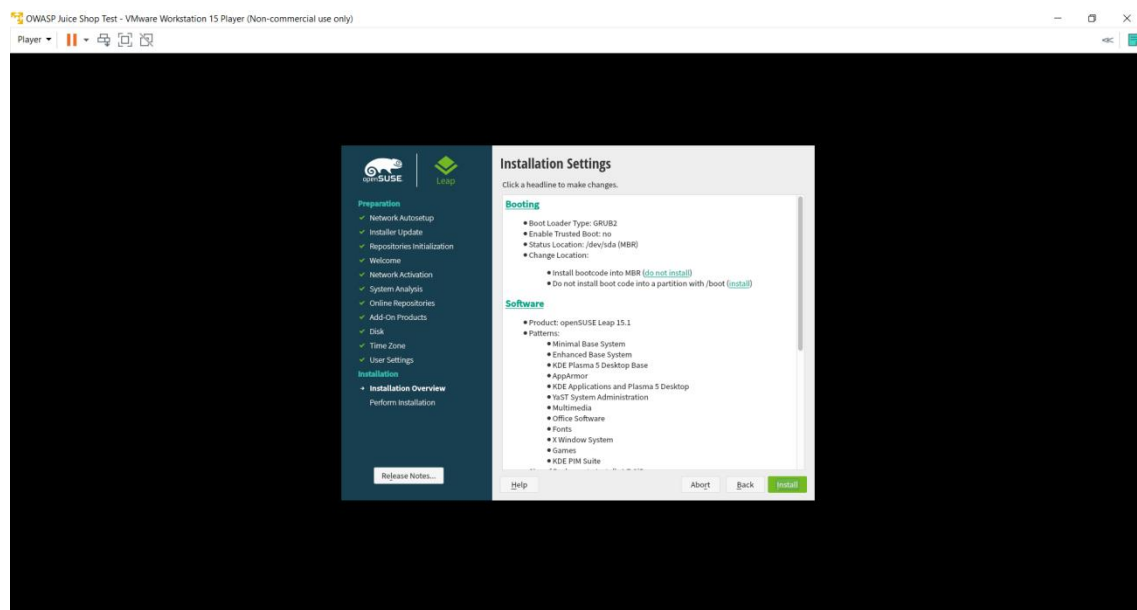 OWASP Juice Shop Test - VMware Workstation 15 Player (Non-commercial use only)
Player
openSUSE.
Leap
Preparation
Network Autosetup
Installer Update
Repositories Initialization
Welcome
Network Activation
System Analysis
Online Repositories
Add-On Products
Disk
Time Zone
User Settings
Installation
Installation Overview
Perform Installation
Release Notes...
Installation Settings
Click a headline to make changes.
Booting
Boot Loader Type: GRUB2
Enable Trusted Boot: no
Status Location: /dev/sda (MBR)
Change Location:
Install bootcode into MBR (do not install)
Do not install boot code into a partition with /boot (install)
Software
Product: openSUSE Leap 15.1
Patterns:
Minimal Base System
Enhanced Base System
KDE Plasma 5 Desktop Base
AppArmor
KDE Applications and Plasma 5 Desktop
YaST System Administration
Multimedia
Office Software
Fonts
X Window System
Games
KDE PIM Suite
Help
Abort
Back
Install